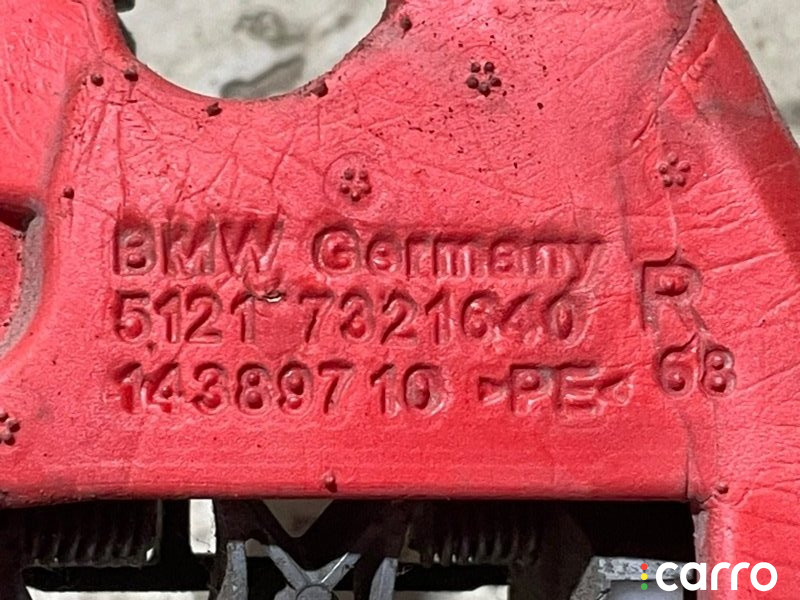 BMW Germany
5121 7321640 R
14389710 >PE< 68
carro